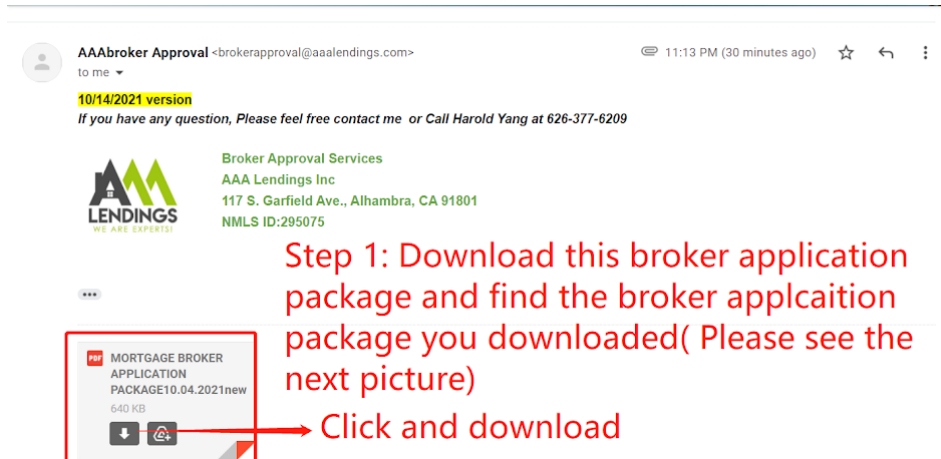 AAAbroker Approval <brokerapproval@aaalendings.com>
11:13 PM (30 minutes ago)
to me
10/14/2021 version
If you have any question, Please feel free contact me or Call Harold Yang at 626-377-6209
AAA
LENDINGS
WE ARE EXPERTS!
Broker Approval Services
AAA Lendings Inc
117 S. Garfield Ave., Alhambra, CA 91801
NMLS ID:295075
Step 1: Download this broker application
package and find the broker applcaition
package you downloaded( Please see the
next picture)
PDF
MORTGAGE BROKER
APPLICATION
PACKAGE10.04.2021new
640 KB
Click and download